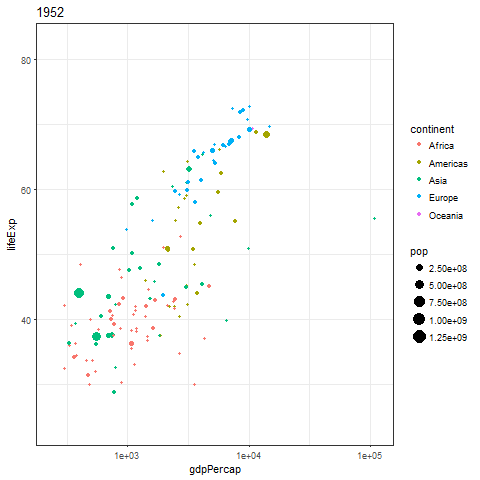 1952
80
60
40
lifeExp
1e+03 1e+04 1e+05
gdpPercap
continent
Africa
Americas
Asia
Europe
Oceania
pop
2.50e+08
5.00e+08
7.50e+08
1.00e+09
1.25e+09